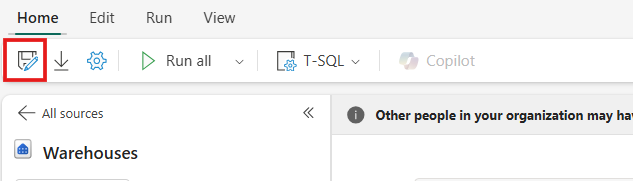 Home Edit Run View
Run all T-SQL Copilot
All sources
Other people in your organization may hav
Warehouses